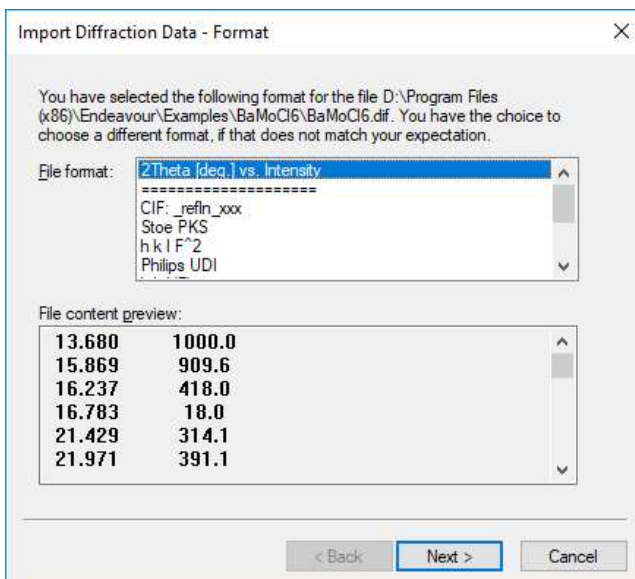 Import Diffraction Data - Format
You have selected the following format for the file D:\Program Files
(x86)\Endeavour\Examples\BaMoCl6\BaMoCl6.dif. You have the choice to
choose a different format, if that does not match your expectation.
File format:
2Theta [deg.] vs. Intensity
====================
CIF: _refln_xxx
Stoe PKS
h k l F^2
Philips UDI
File content preview:
13.680 1000.0
15.869 909.6
16.237 418.0
16.783 18.0
21.429 314.1
21.971 391.1
< Back Next > Cancel